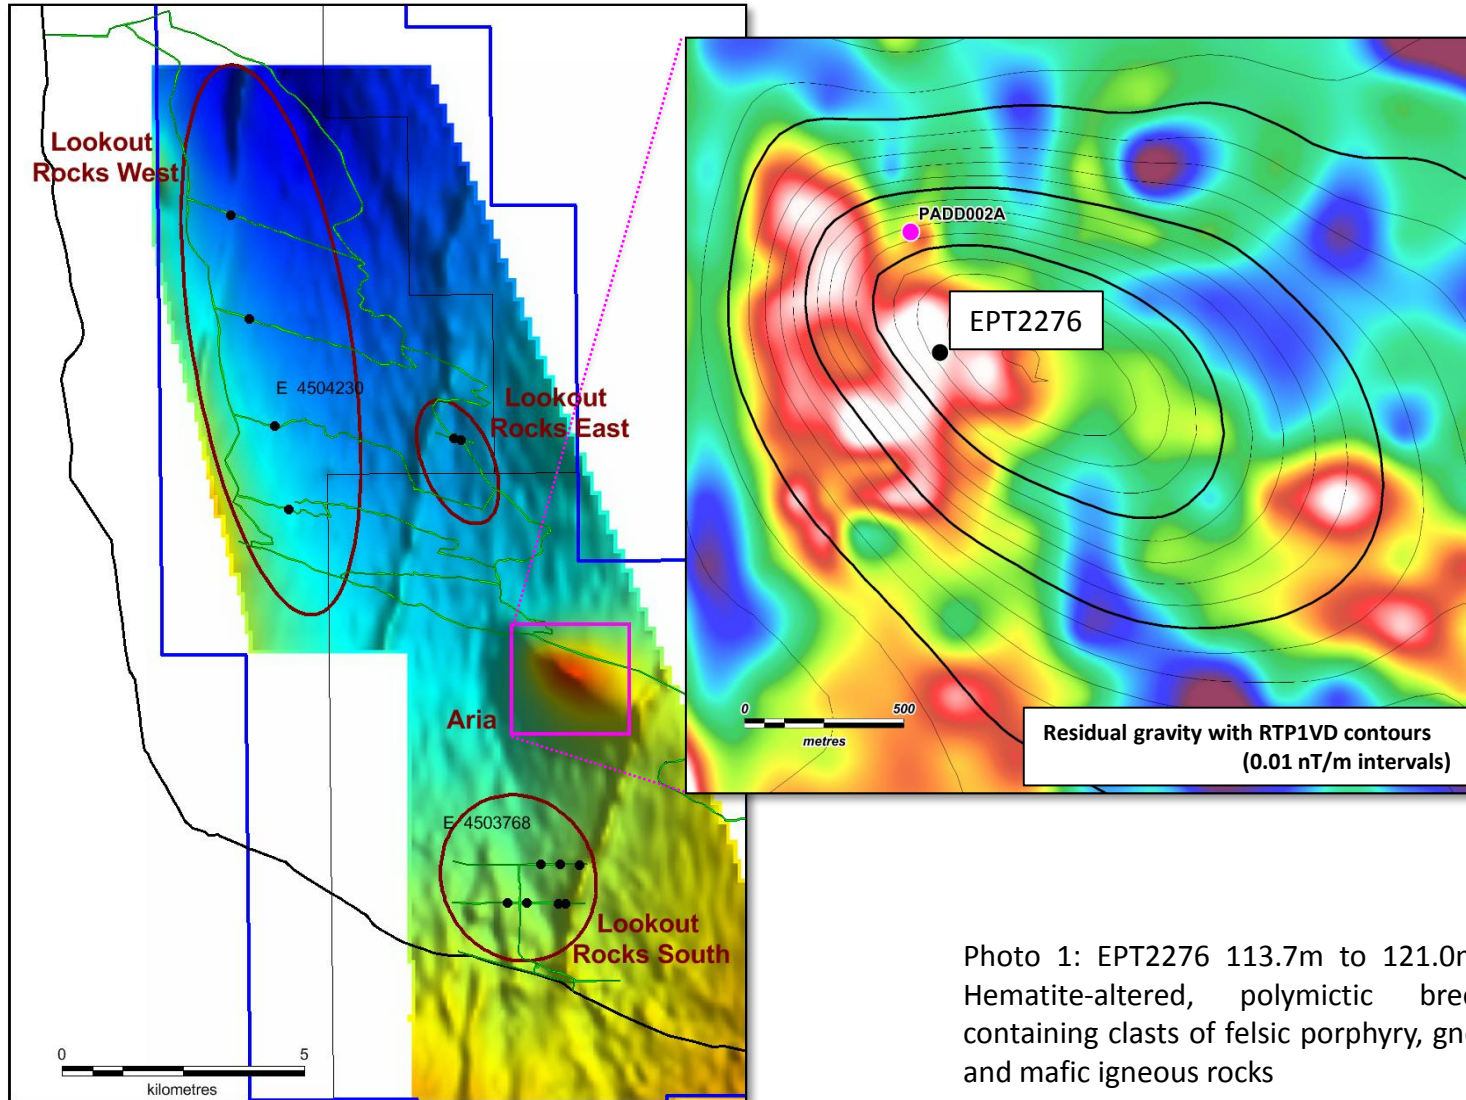 Lookout
Rocks West
E 4504230
Lookout
Rocks East
Aria
E 4503768
Lookout
Rocks South
0 5
kilometres
PADD002A
EPT2276
0 500
metres
Residual gravity with RTP1VD contours
(0.01 nT/m intervals)
Photo 1: EPT2276 113.7m to 121.0m
Hematite-altered, polymictic
containing clasts of felsic porphyry,
and mafic igneous rocks